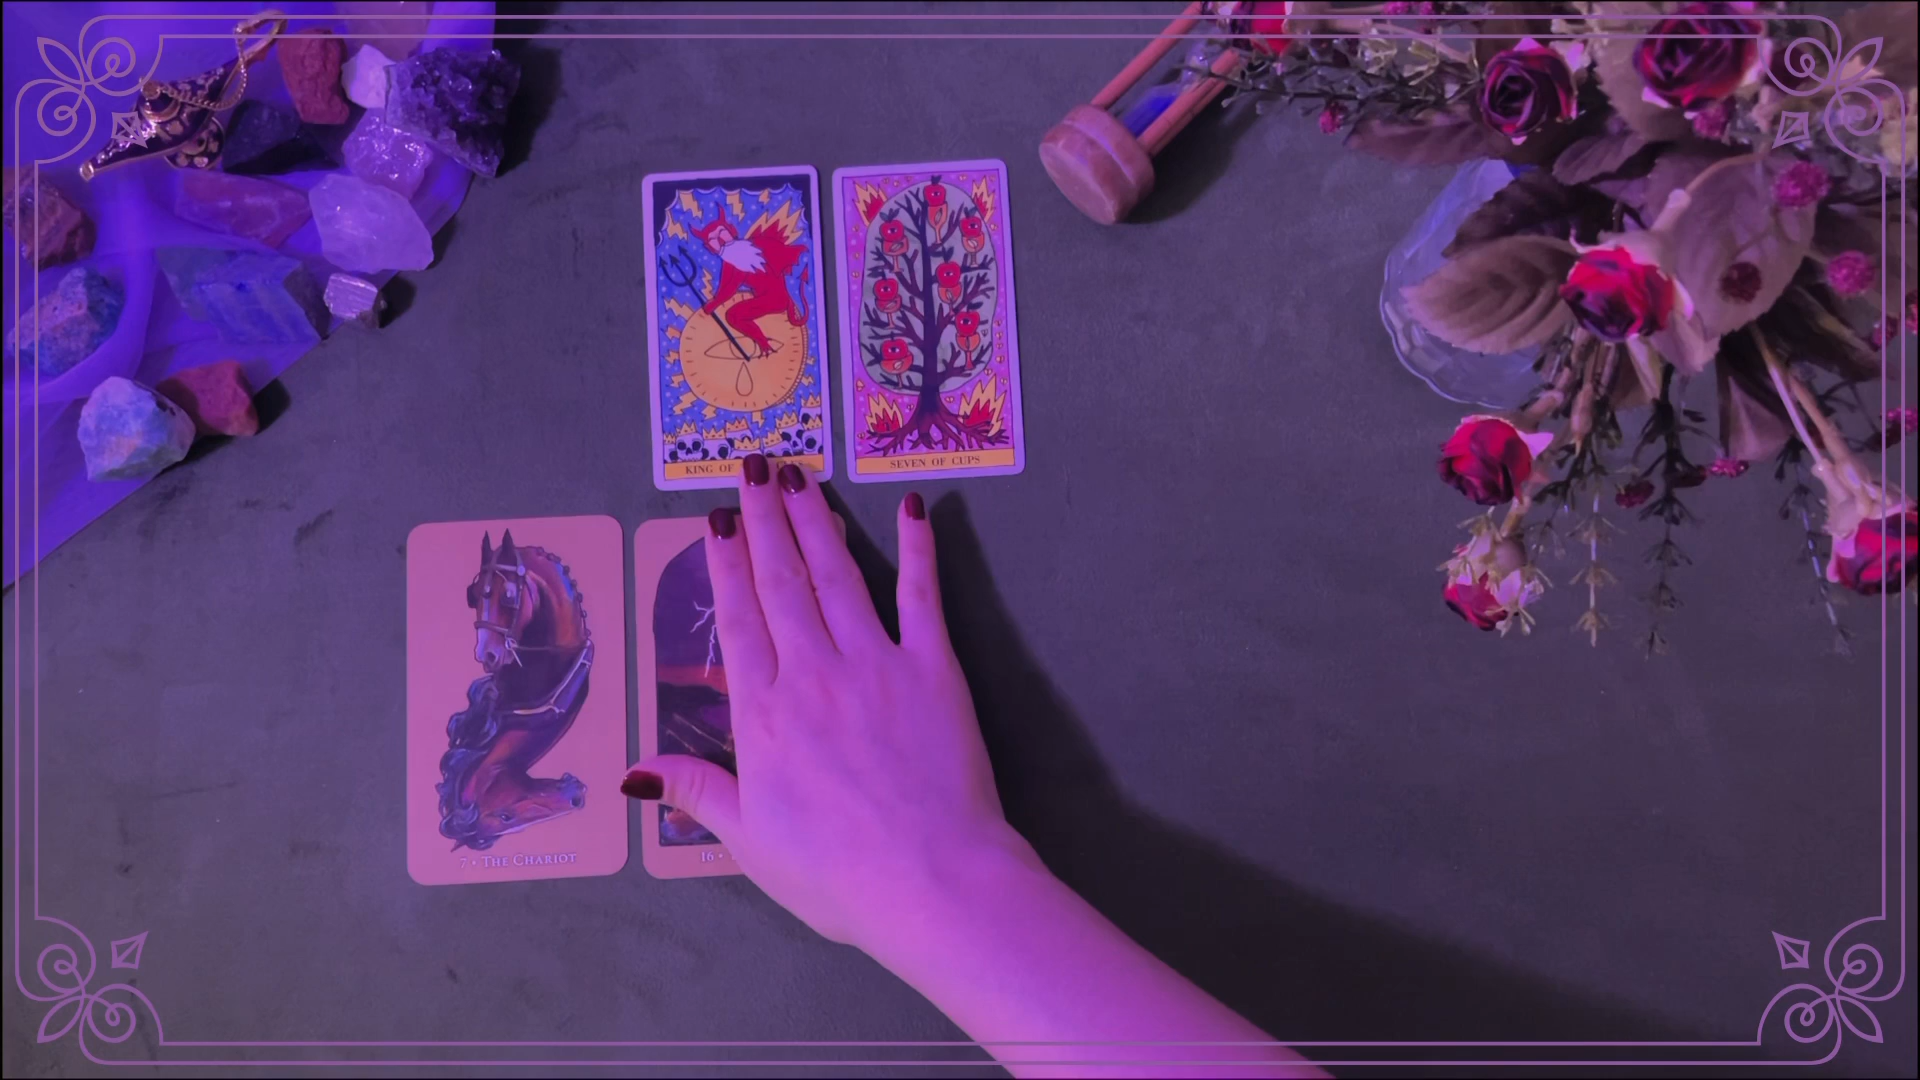 KING OF
SEVEN OF CUPS
7 • THE CHARIOT
16 •